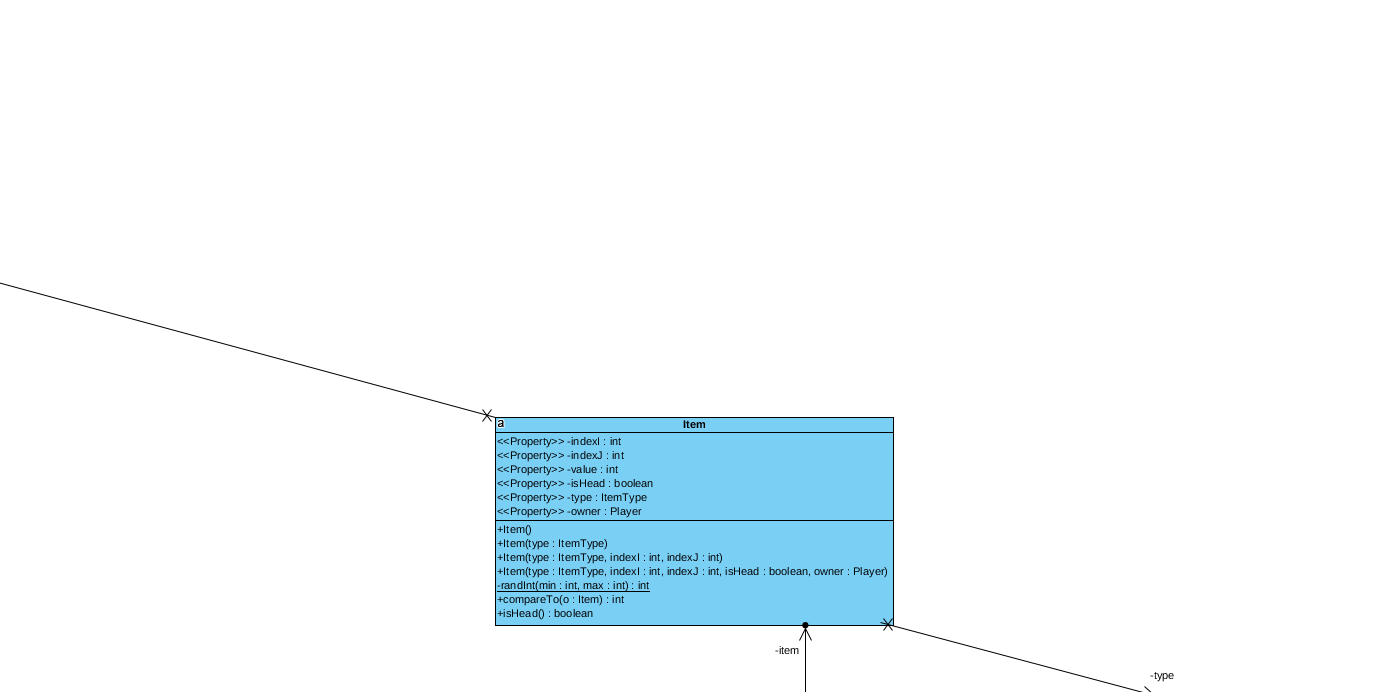 a
Item
<<Property>> -indexI : int
<<Property>> -indexJ : int
<<Property>> -value : int
<<Property>> -isHead : boolean
<<Property>> -type : ItemType
<<Property>> -owner : Player
+Item()
+Item(type : ItemType)
+Item(type : ItemType, indexI : int, indexJ : int)
+Item(type : ItemType, indexI : int, indexJ : int, isHead : boolean, owner : Player)
-randInt(min : int, max : int) : int
+compareTo(o : Item) : int
+isHead() : boolean
-item
-type